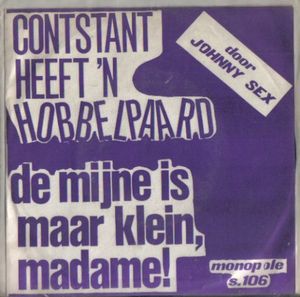 CONTSTANT
HEEFT 'N
HOBBELPAARD
door
JOHNNY SEX
de mijne is
maar klein,
madame!
monopole
s.106